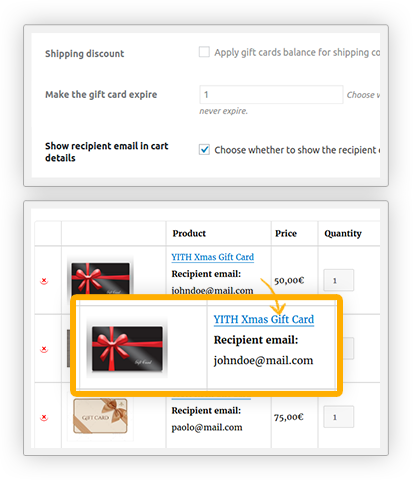 Shipping discount
Apply gift cards balance for shipping co
Make the gift card expire
1
Choose w
never expire.
Show recipient email in cart
details
Choose whether to show the recipient e
Product
Price
Quantity
YITH Xmas Gift Card
Recipient email:
johndoe@mail.com
50,00€
1
Gift Card
YITH Xmas Gift Card
Recipient email:
johndoe@mail.com
GIFT CARD
Recipient email:
paolo@mail.com
75,00€
1